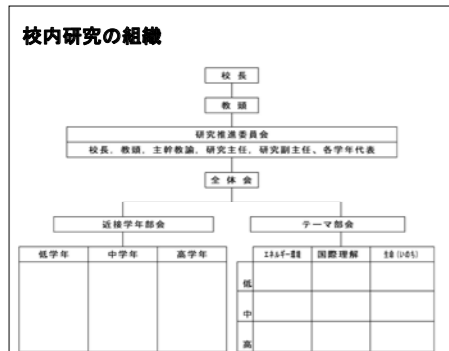 校内研究の組織
校長
教頭
研究推進委員会
校長、教頭、主幹教諭、研究主任、研究副主任、各学年代表
全体会
近接学年部会 テーマ部会
低学年 中学年 高学年 エネルギー環境 国際理解 生命(いのち)
低
中
高